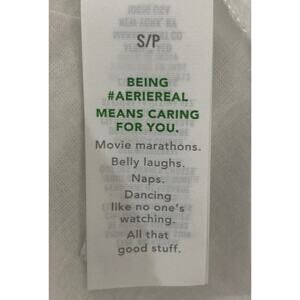 S/P
BEING
#AERIEREAL
MEANS CARING
FOR YOU.
Movie marathons.
Belly laughs.
Naps.
Dancing
like no one's
watching.
All that
good stuff.